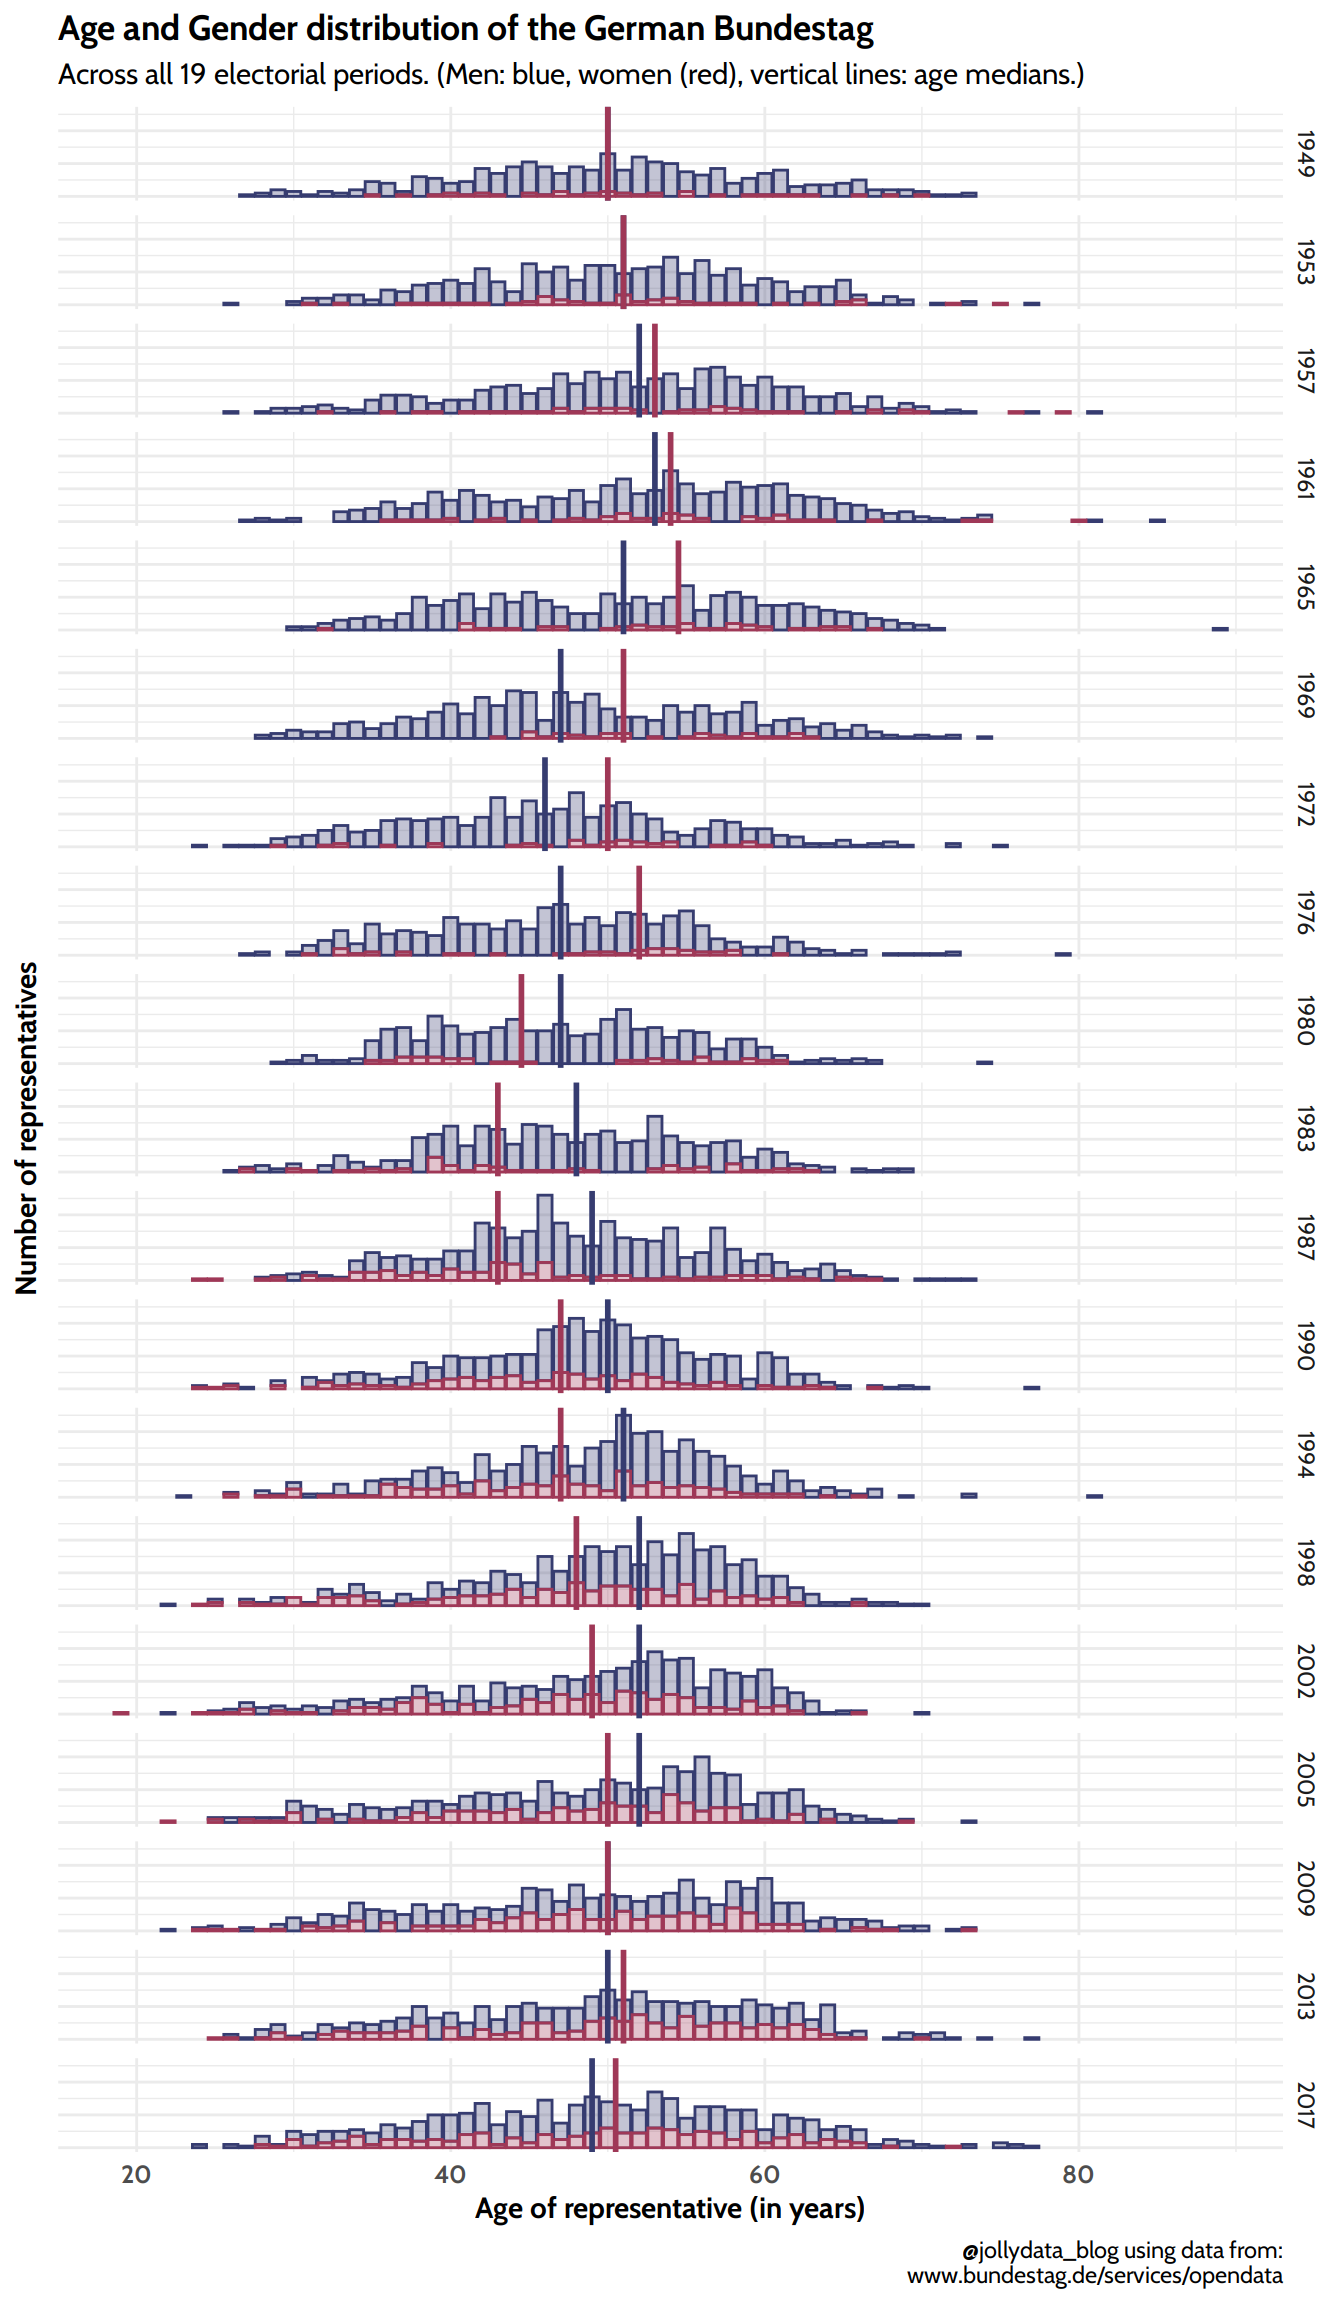 Age and Gender distribution of the German Bundestag
Across all 19 electorial periods. (Men: blue, women (red), vertical lines: age medians.)
1949
1953
1957
1961
1965
1969
1972
1976
1980
1983
1987
1990
1994
1998
2002
2005
2009
2013
2017
Number of representatives
20 40 60 80
Age of representative (in years)
@jollydata_blog using data from:
www.bundestag.de/services/opendata